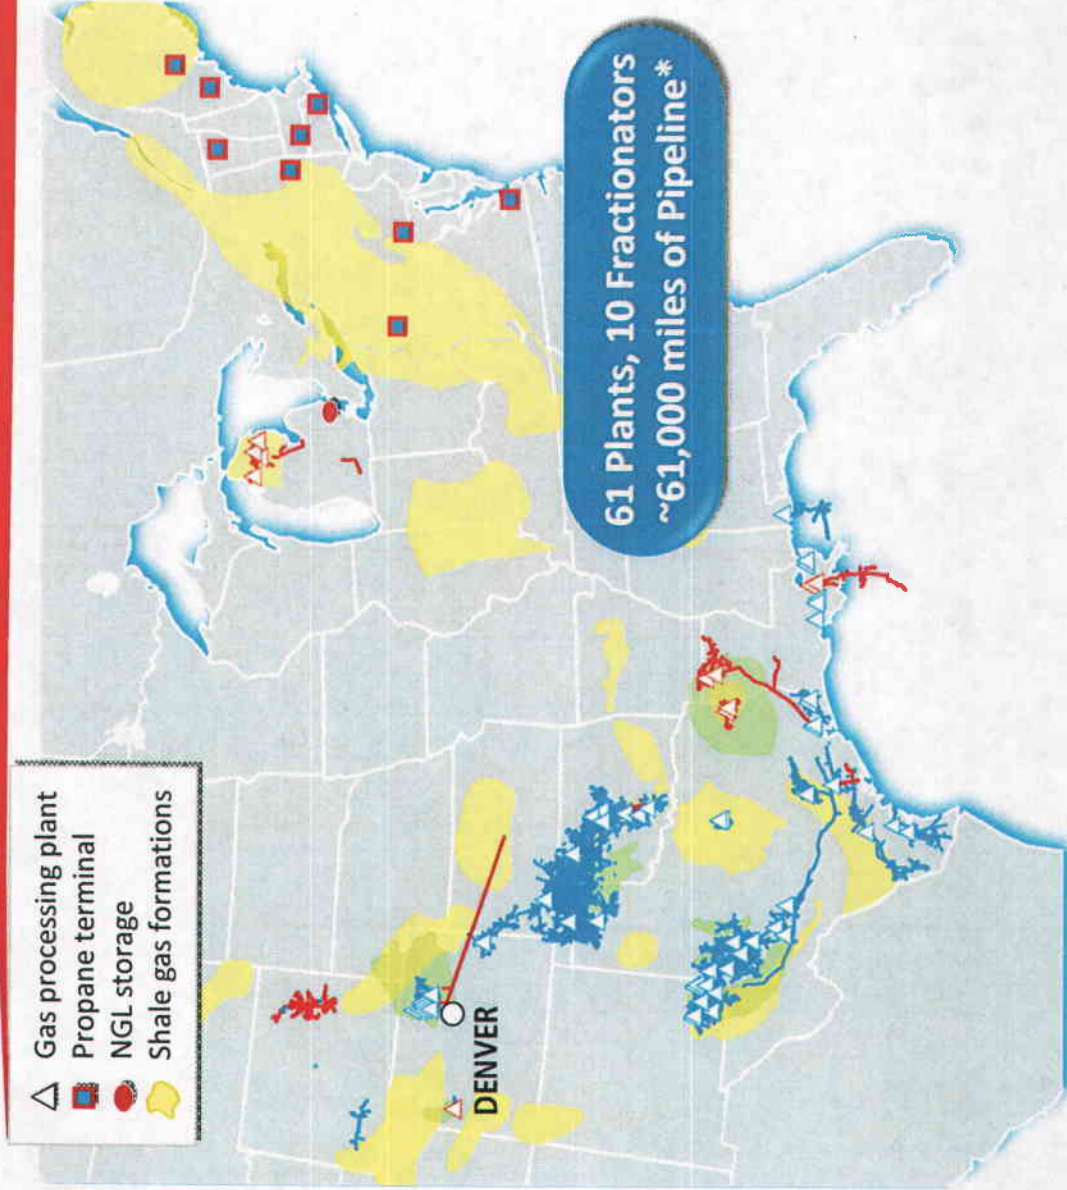 Gas processing plant
Propane terminal
NGL storage
Shale gas formations
DENVER
61 Plants, 10 Fractionators
~61,000 miles of Pipeline*